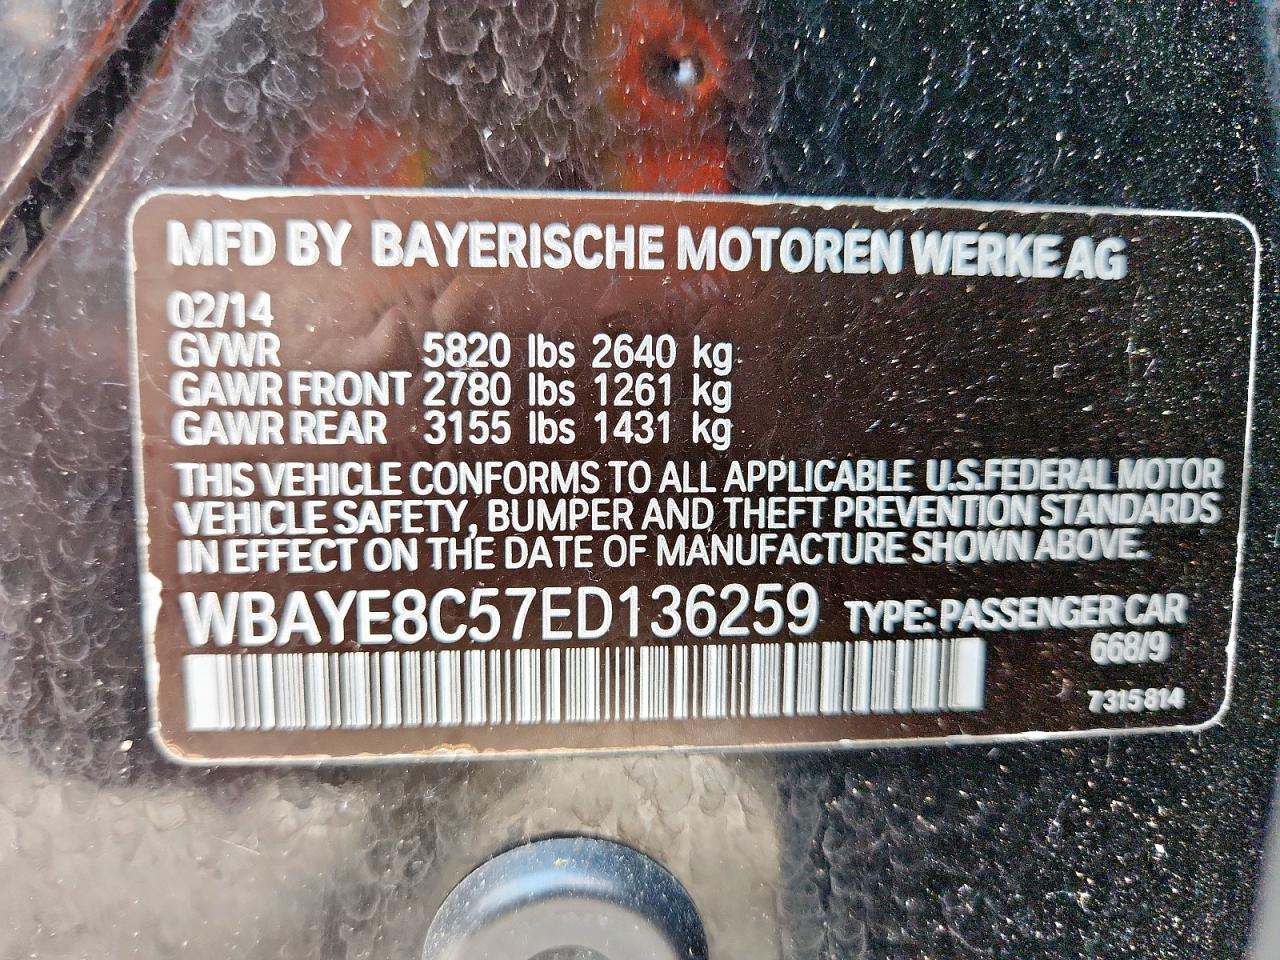 MFD BY BAYERISCHE MOTOREN WERKE AG
02/14
GVWR 5820 lbs 2640 kg
GAWR FRONT 2780 lbs 1261 kg
GAWR REAR 3155 lbs 1431 kg
THIS VEHICLE CONFORMS TO ALL APPLICABLE U.S.FEDERAL MOTOR
VEHICLE SAFETY, BUMPER AND THEFT PREVENTION STANDARDS
IN EFFECT ON THE DATE OF MANUFACTURE SHOWN ABOVE.
WBAYE8C57ED136259 TYPE: PASSENGER CAR
668/9
7315814